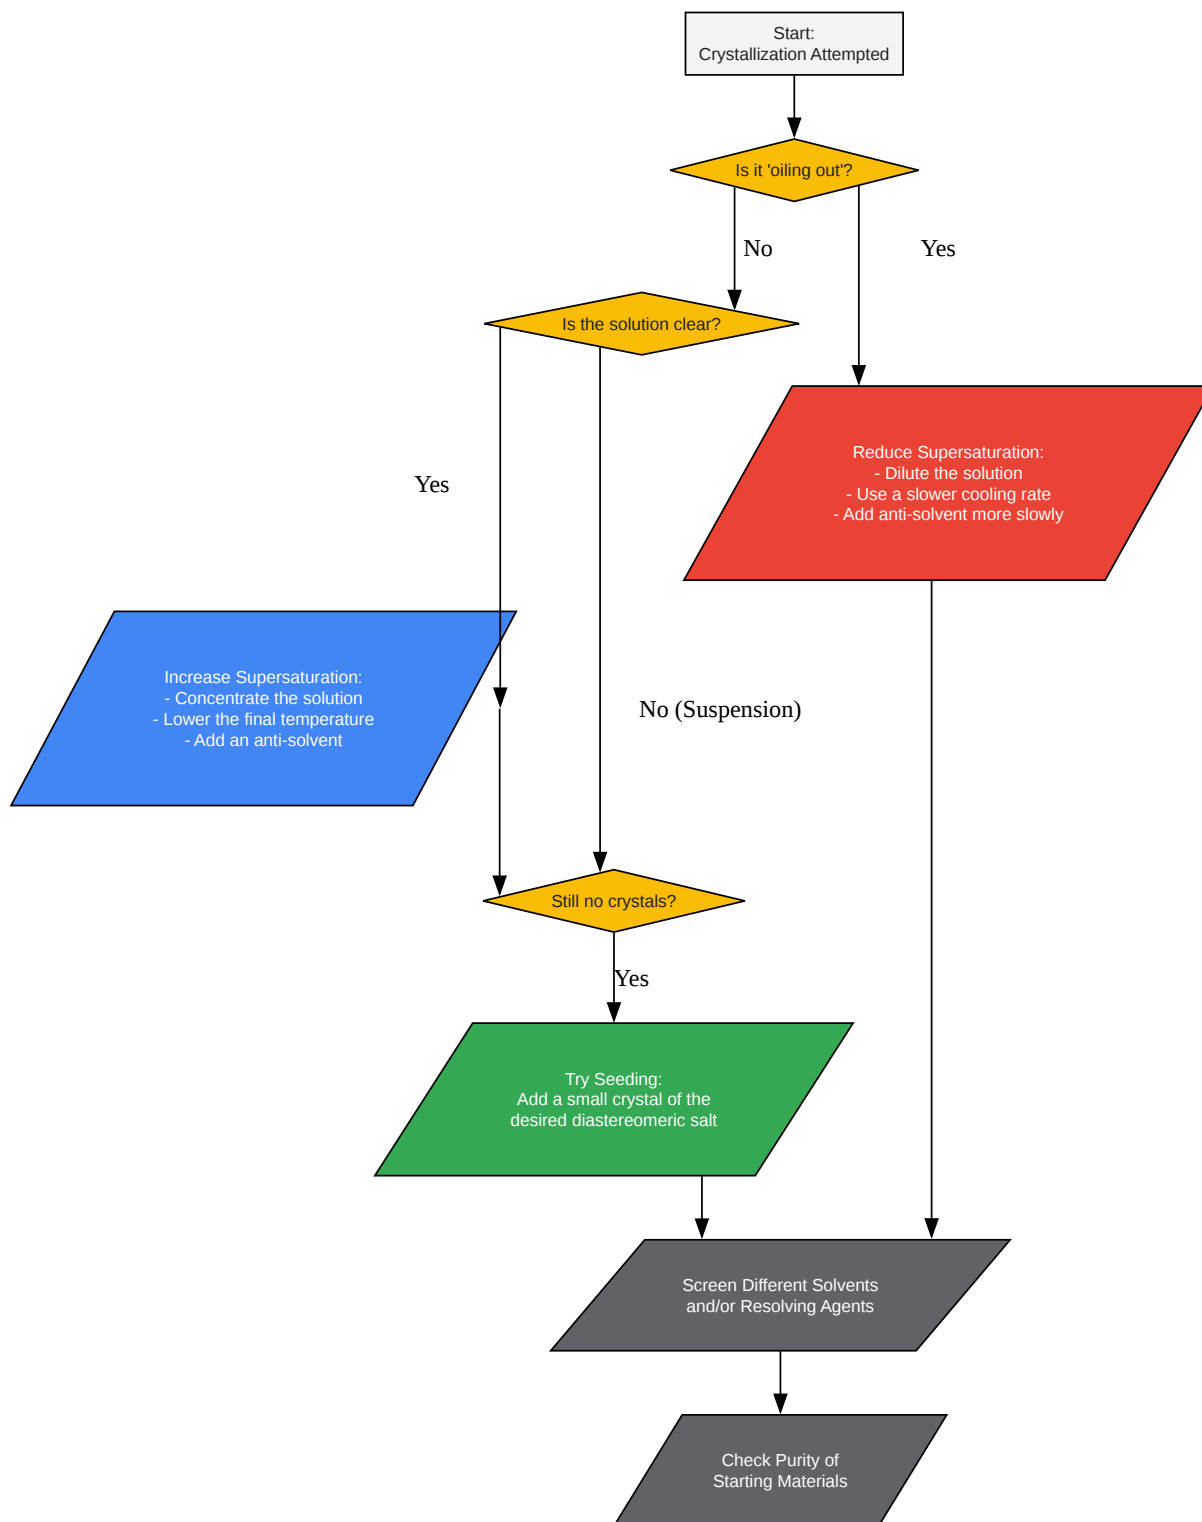 Start:
Crystallization Attempted
Is it 'oiling out'?
No
Yes
Is the solution clear?
Reduce Supersaturation:
- Dilute the solution
- Use a slower cooling rate
- Add anti-solvent more slowly
Yes
Increase Supersaturation:
- Concentrate the solution
- Lower the final temperature
- Add an anti-solvent
No (Suspension)
Still no crystals?
Yes
Try Seeding:
Add a small crystal of the
desired diastereomeric salt
Screen Different Solvents
and/or Resolving Agents
Check Purity of
Starting Materials